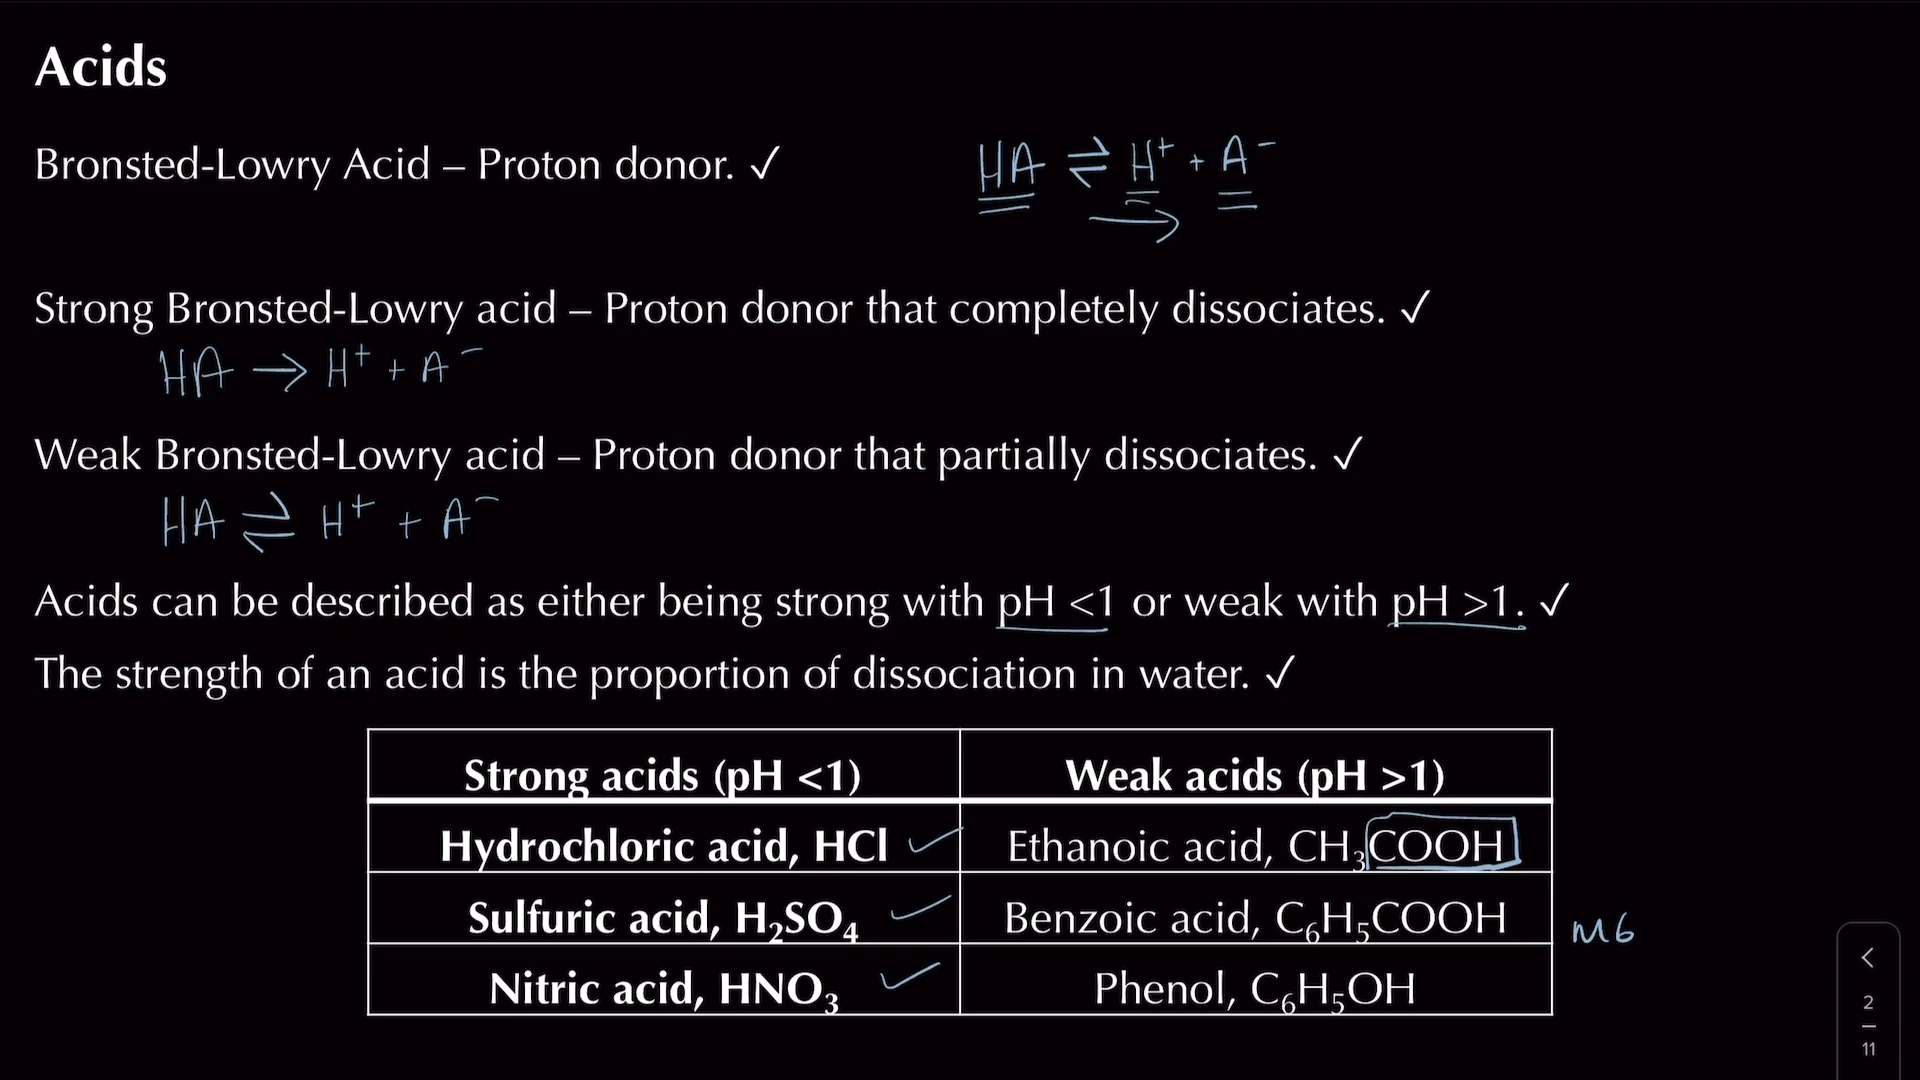 Acids
Bronsted-Lowry Acid – Proton donor. ✓
HA ⇌ H⁺ + A⁻
Strong Bronsted-Lowry acid – Proton donor that completely dissociates. ✓
HA → H⁺ + A⁻
Weak Bronsted-Lowry acid – Proton donor that partially dissociates. ✓
HA ⇌ H⁺ + A⁻
Acids can be described as either being strong with pH <1 or weak with pH >1. ✓
The strength of an acid is the proportion of dissociation in water. ✓
Strong acids (pH <1) Weak acids (pH >1)
Hydrochloric acid, HCl ✓ Ethanoic acid, CH₃COOH
Sulfuric acid, H₂SO₄ ✓ Benzoic acid, C₆H₅COOH M6
Nitric acid, HNO₃ ✓ Phenol, C₆H₅OH
2
11